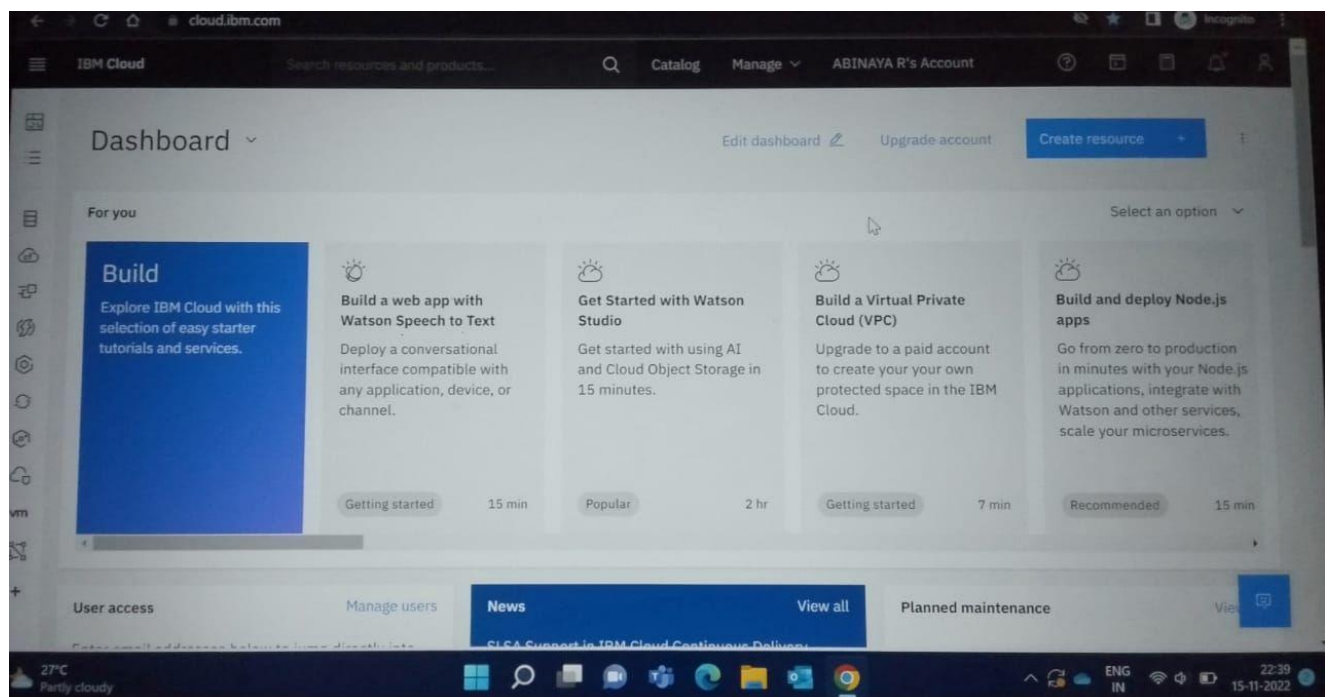 cloud.ibm.com
Incognito
IBM Cloud
Search resources and products...
Catalog
Manage
ABINAYA R's Account
Dashboard
Edit dashboard
Upgrade account
Create resource +
For you
Select an option
Build
Explore IBM Cloud with this
selection of easy starter
tutorials and services.
Build a web app with
Watson Speech to Text
Deploy a conversational
interface compatible with
any application, device, or
channel.
Getting started
15 min
Get Started with Watson
Studio
Get started with using AI
and Cloud Object Storage in
15 minutes.
Popular
2 hr
Build a Virtual Private
Cloud (VPC)
Upgrade to a paid account
to create your your own
protected space in the IBM
Cloud.
Getting started
7 min
Build and deploy Node.js
apps
Go from zero to production
in minutes with your Node.js
applications, integrate with
Watson and other services,
scale your microservices.
Recommended
15 min
vm
User access
Manage users
News
View all
Planned maintenance
SLSA Support in IBM Cloud Continuous Delivery
27°C
Partly cloudy
ENG
IN
22:39
15-11-2022